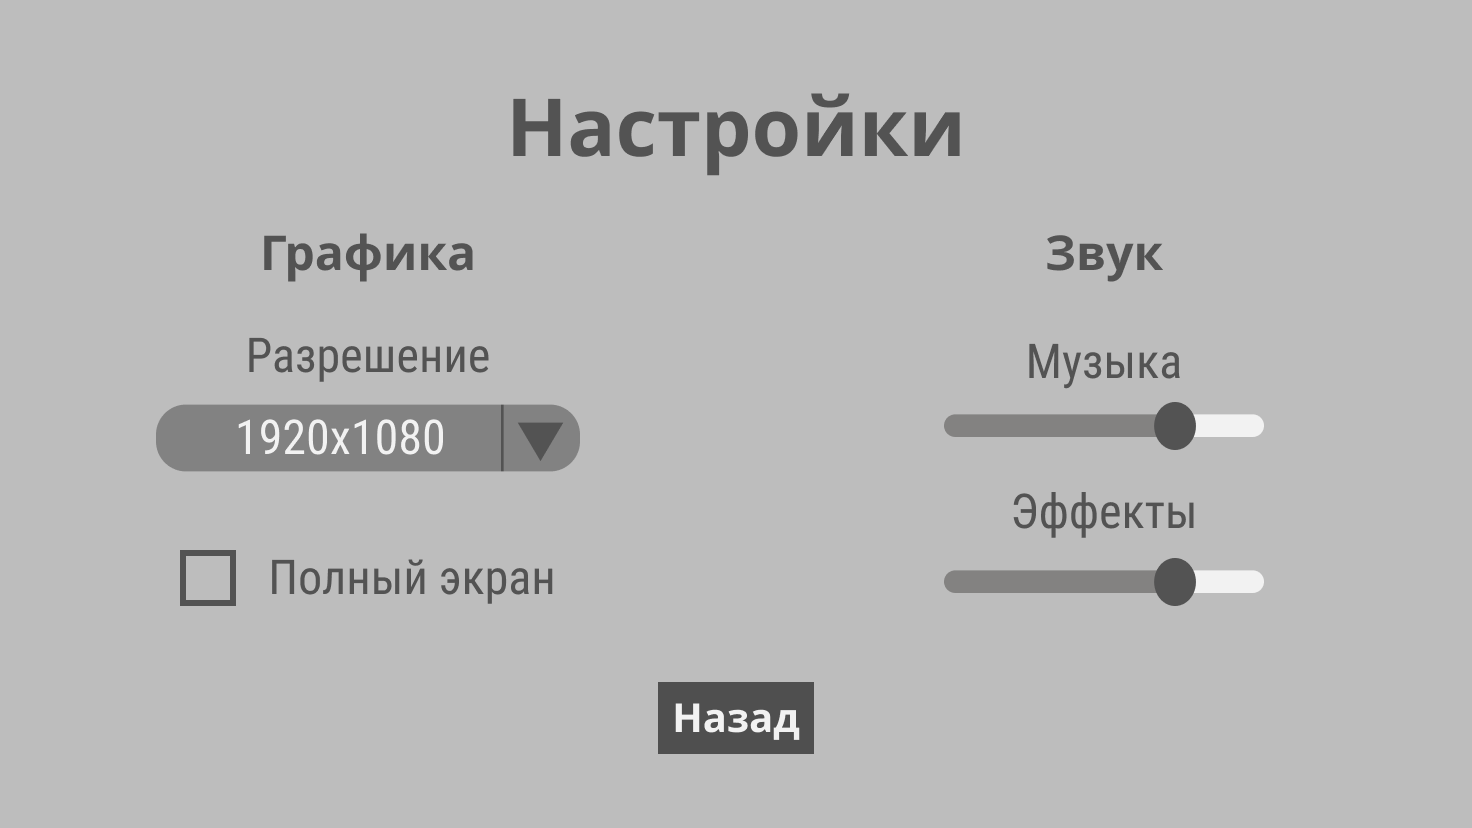 Настройки
Графика
Разрешение
1920x1080
Полный экран
Звук
Музыка
Эффекты
Назад